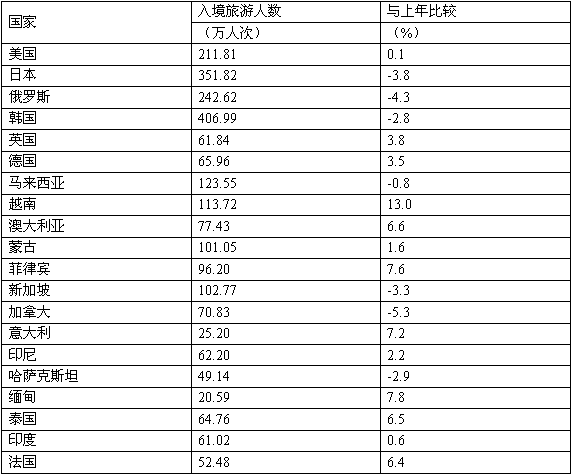 国家 入境旅游人数 与上年比较
（万人次） （%）
美国 211.81 0.1
日本 351.82 -3.8
俄罗斯 242.62 -4.3
韩国 406.99 -2.8
英国 61.84 3.8
德国 65.96 3.5
马来西亚 123.55 -0.8
越南 113.72 13.0
澳大利亚 77.43 6.6
蒙古 101.05 1.6
菲律宾 96.20 7.6
新加坡 102.77 -3.3
加拿大 70.83 -5.3
意大利 25.20 7.2
印尼 62.20 2.2
哈萨克斯坦 49.14 -2.9
缅甸 20.59 7.8
泰国 64.76 6.5
印度 61.02 0.6
法国 52.48 6.4